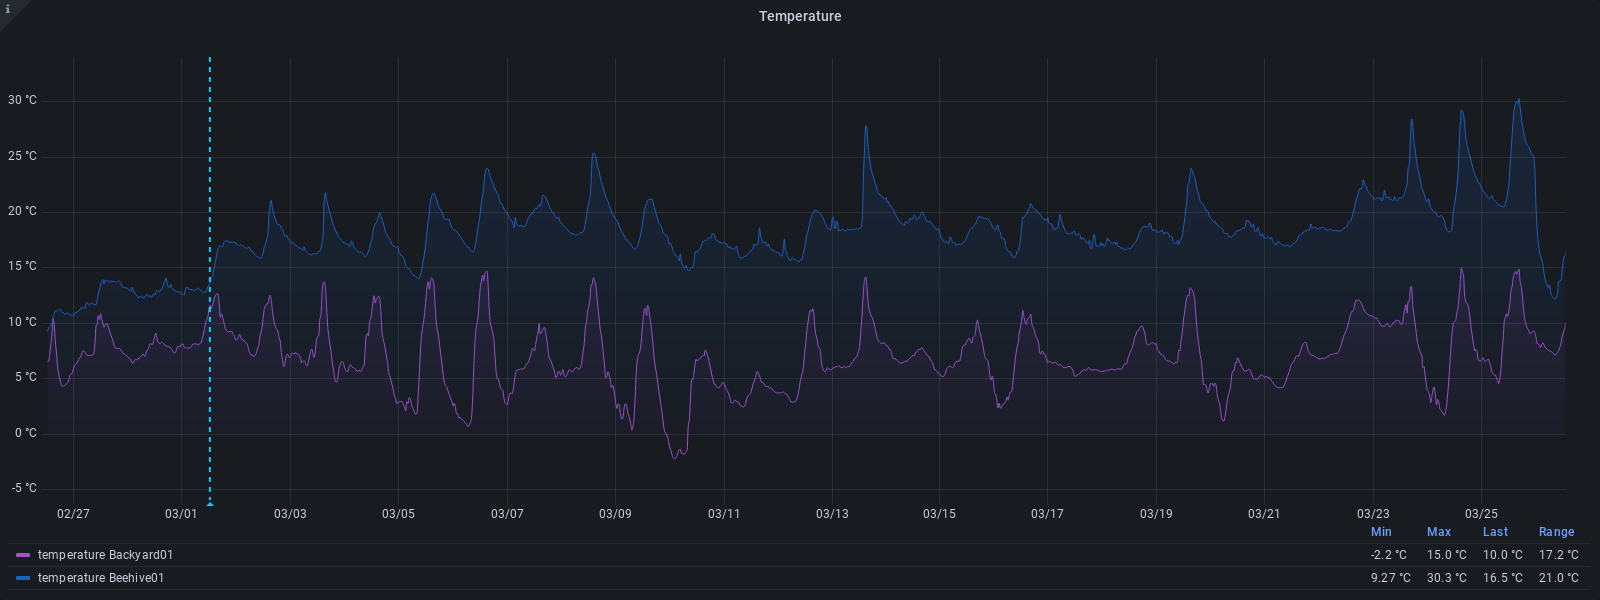 i
Temperature
30 °C
25 °C
20 °C
15 °C
10 °C
5 °C
0 °C
-5 °C
02/27 03/01 03/03 03/05 03/07 03/09 03/11 03/13 03/15 03/17 03/19 03/21 03/23 03/25
Min Max Last Range
temperature Backyard01 -2.2 °C 15.0 °C 10.0 °C 17.2 °C
temperature Beehive01 9.27 °C 30.3 °C 16.5 °C 21.0 °C